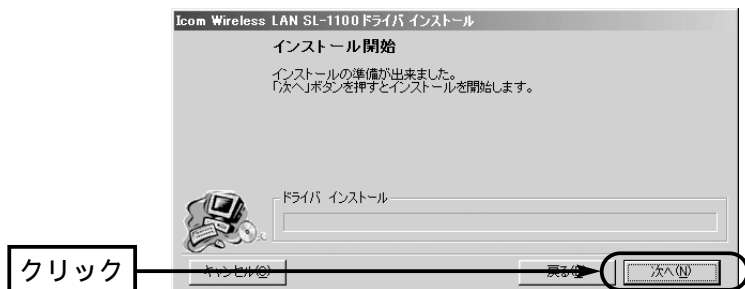 Icom Wireless LAN SL-1100ドライバ インストール
インストール開始
インストールの準備が出来ました。
「次へ」ボタンを押すとインストールを開始します。
ドライバ インストール
クリック
キャンセル(C)
戻る(B)
次へ(N)